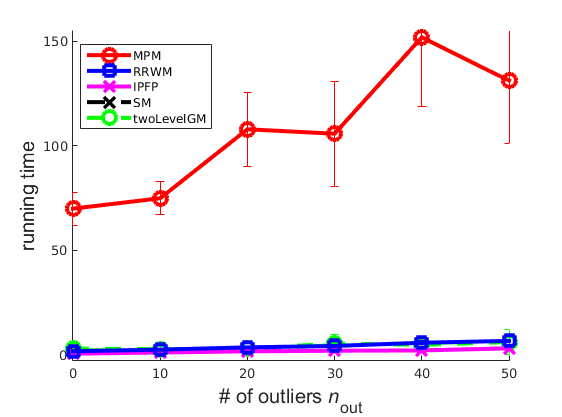 150
100
50
0
running time
MPM
RRWM
IPFP
SM
twoLevelGM
0 10 20 30 40 50
# of outliers n_out